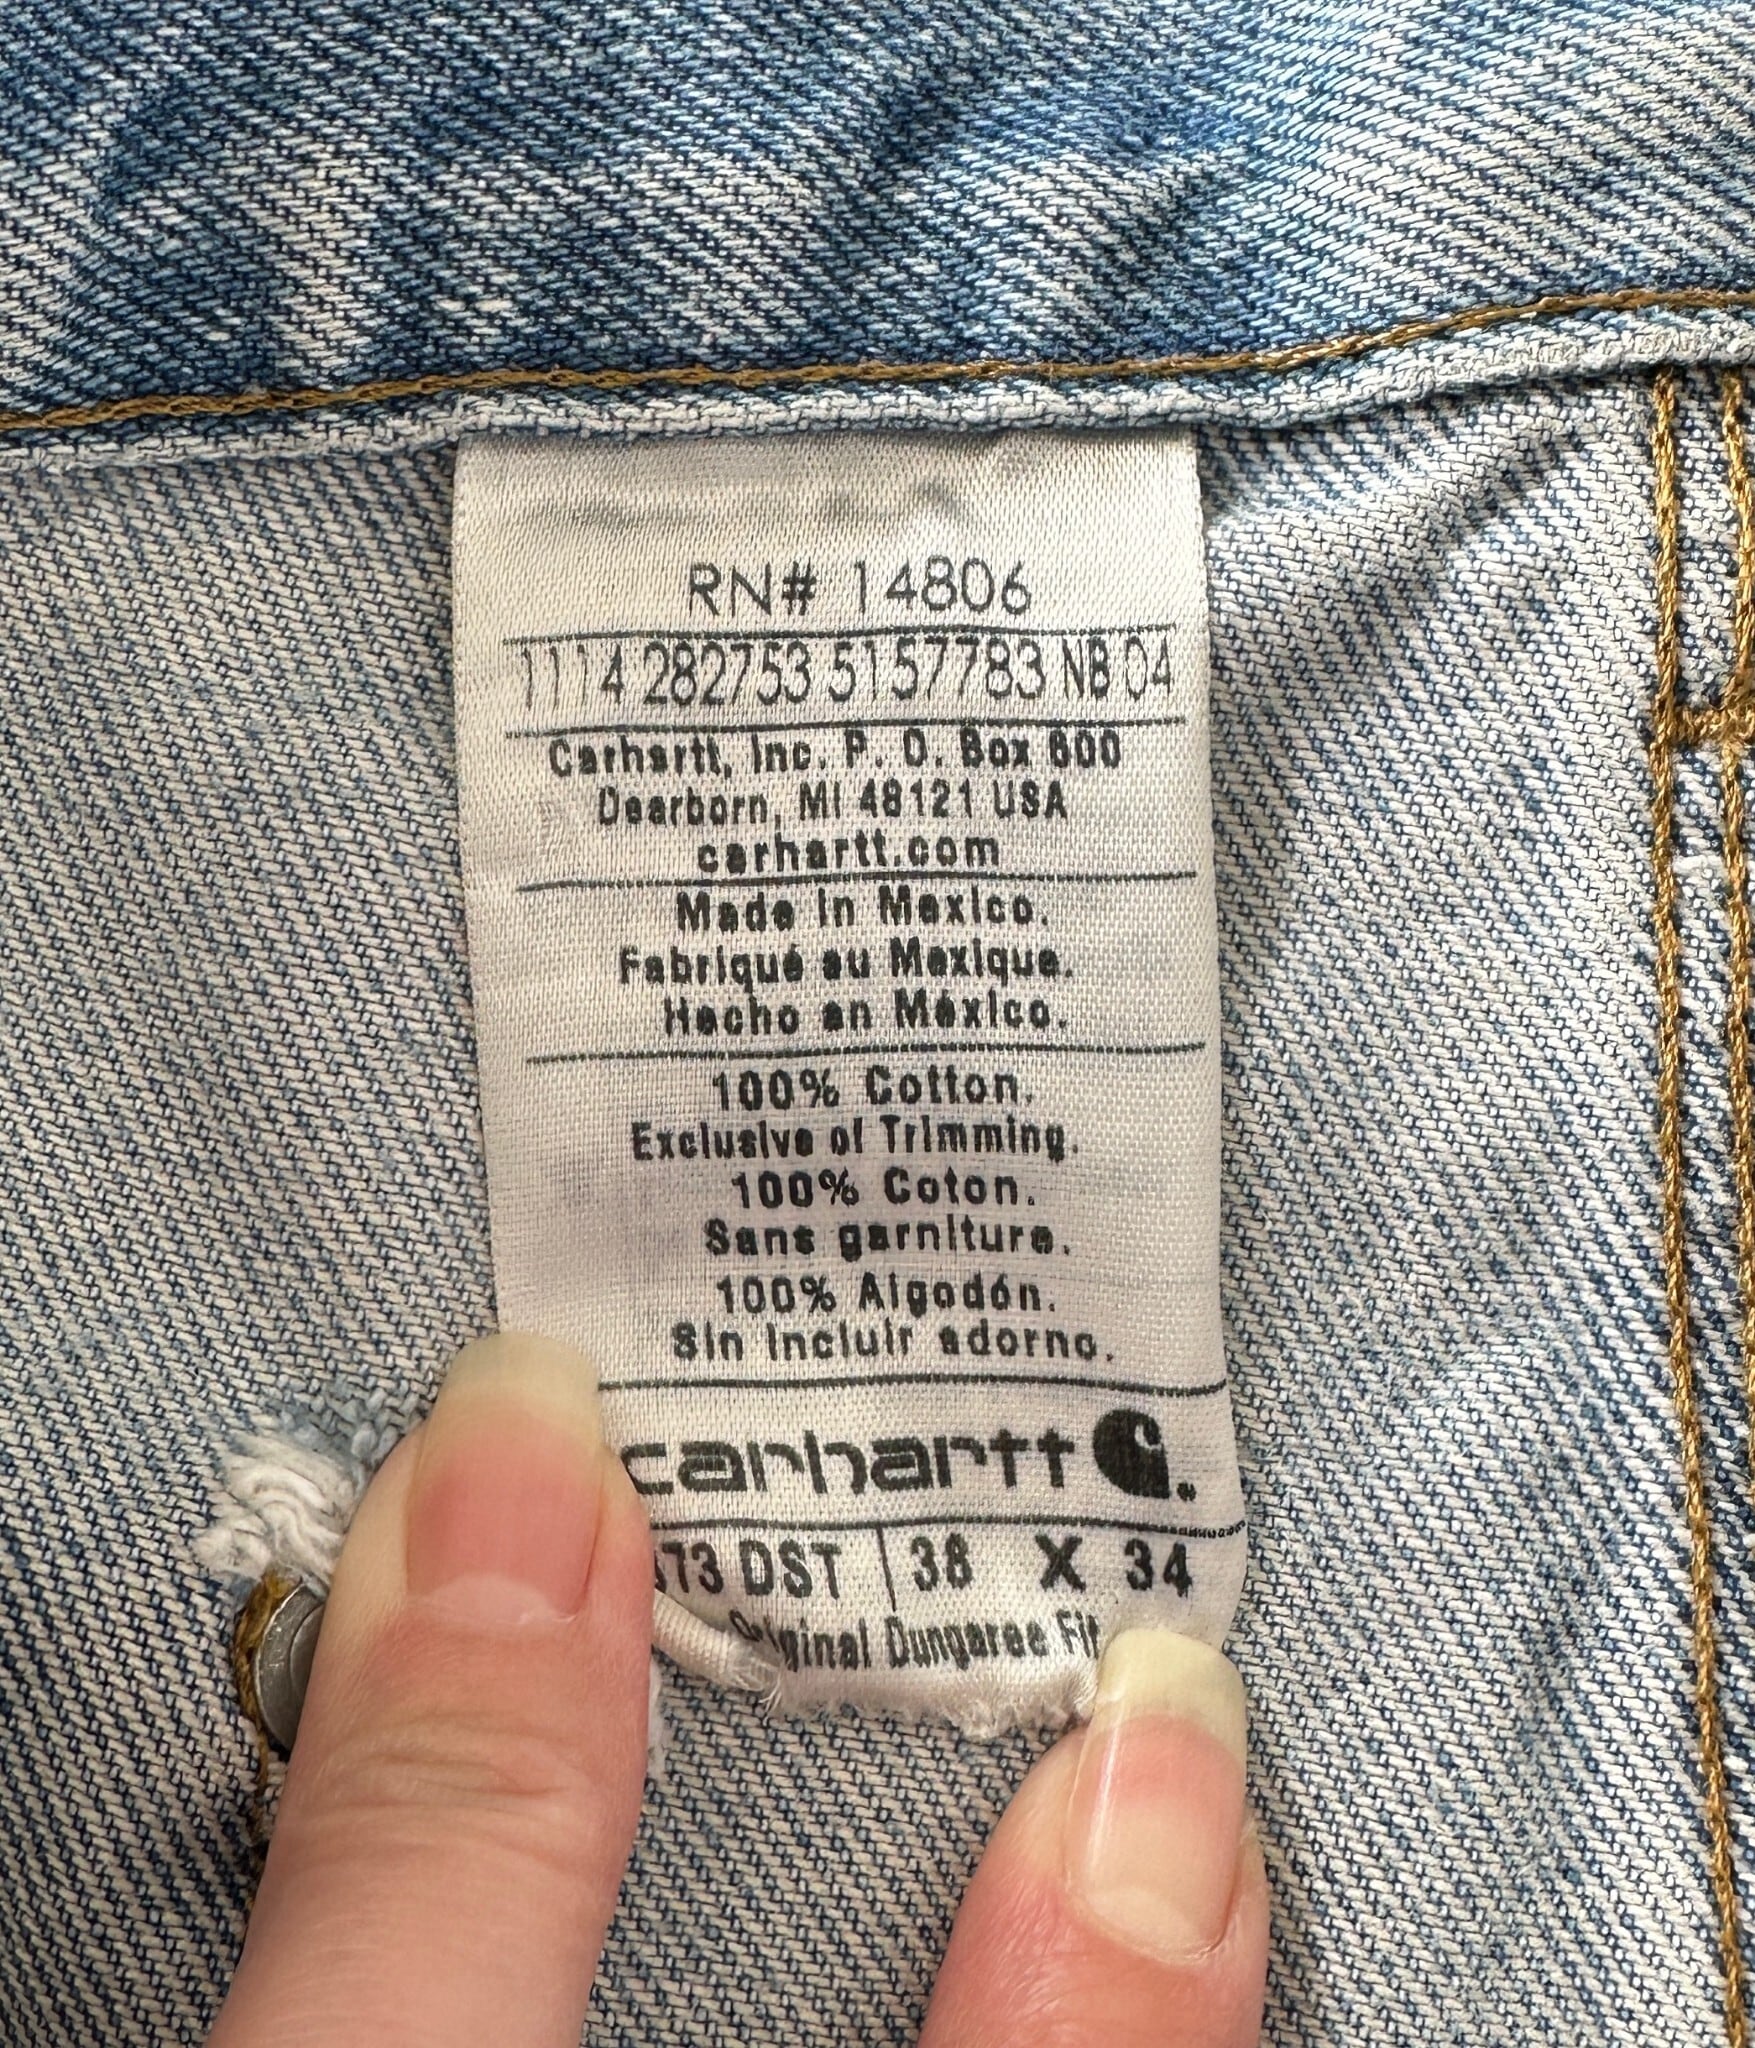 RN# 14806
1114 282753 5157783 NB 04
Carhartt, Inc. P. O. Box 600
Dearborn, MI 48121 USA
carhartt.com
Made in Mexico.
Fabriqué au Mexique.
Hecho en México.
100% Cotton.
Exclusive of Trimming.
100% Coton.
Sans garniture.
100% Algodón.
Sin incluir adorno.
carhartt
DST 38 X 34
Original Dungaree Fit